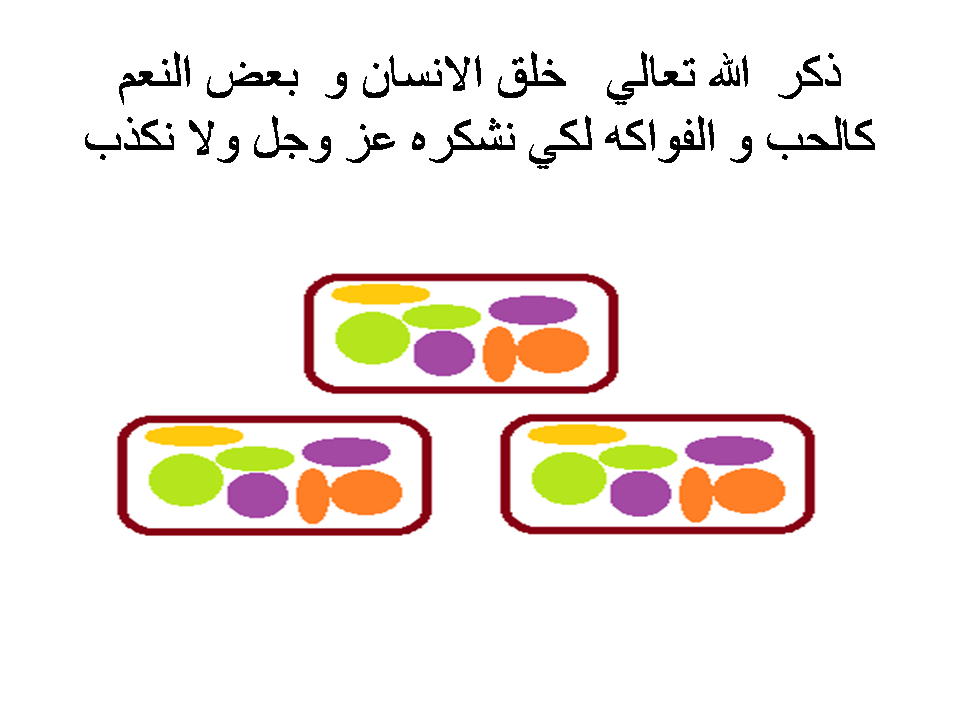 ذكر الله تعالي خلق الانسان و بعض النعم
كالحب و الفواكه لكي نشكره عز وجل ولا نكذب